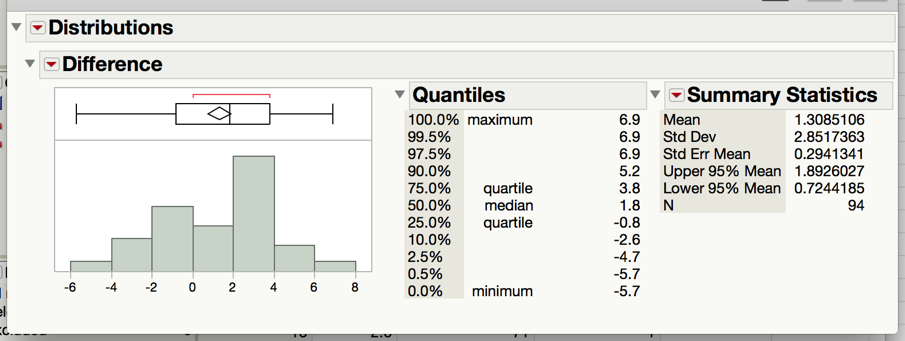 Distributions
Difference
-6 -4 -2 0 2 4 6 8
Quantiles
100.0% maximum 6.9
99.5% 6.9
97.5% 6.9
90.0% 5.2
75.0% quartile 3.8
50.0% median 1.8
25.0% quartile -0.8
10.0% -2.6
2.5% -4.7
0.5% -5.7
0.0% minimum -5.7
Summary Statistics
Mean 1.3085106
Std Dev 2.8517363
Std Err Mean 0.2941341
Upper 95% Mean 1.8926027
Lower 95% Mean 0.7244185
N 94